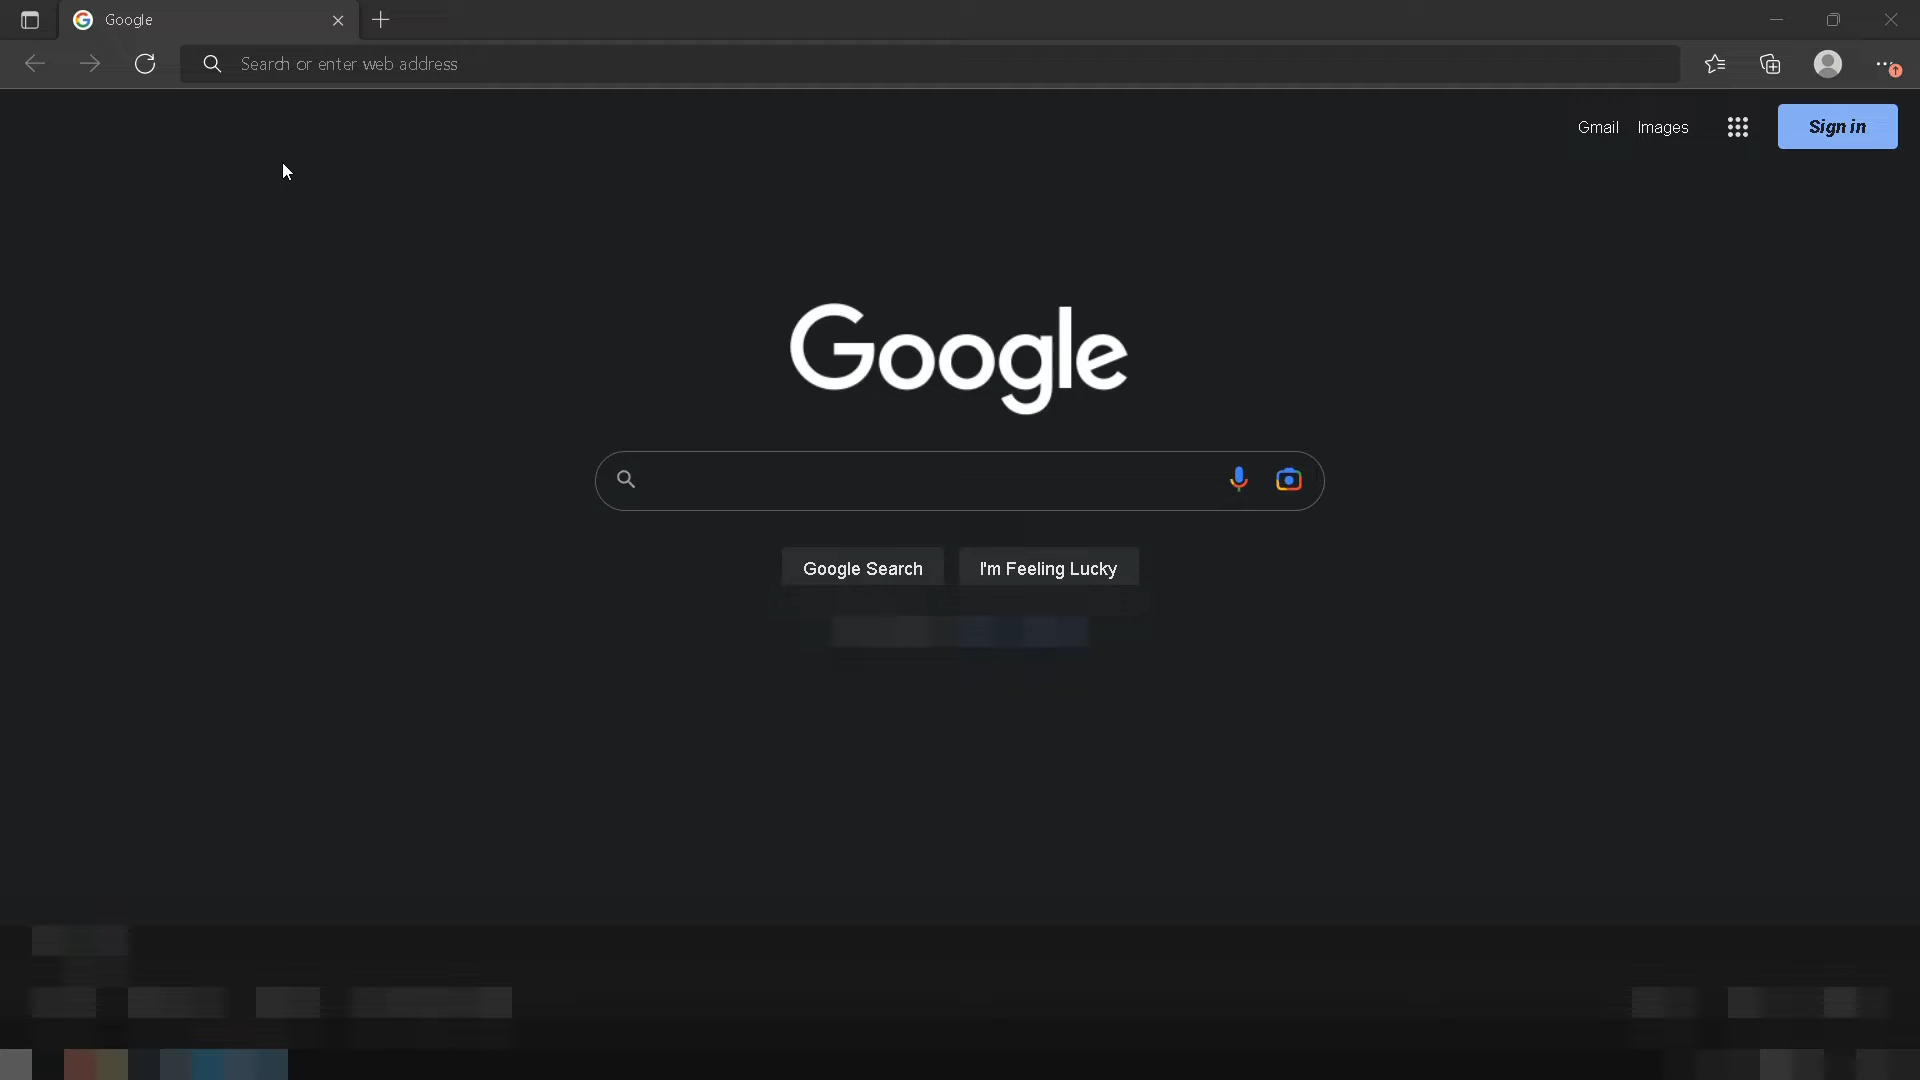 Google
Search or enter web address
Gmail Images Sign in
Google
Google Search I'm Feeling Lucky